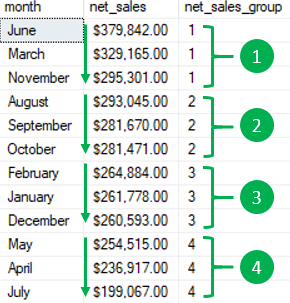 month net_sales net_sales_group
June $379,842.00 1
March $329,165.00 1
1
November $295,301.00 1
August $293,045.00 2
September $281,670.00 2
2
October $281,471.00 2
February $264,884.00 3
January $261,778.00 3
3
December $260,593.00 3
May $254,515.00 4
April $236,917.00 4
4
July $199,067.00 4